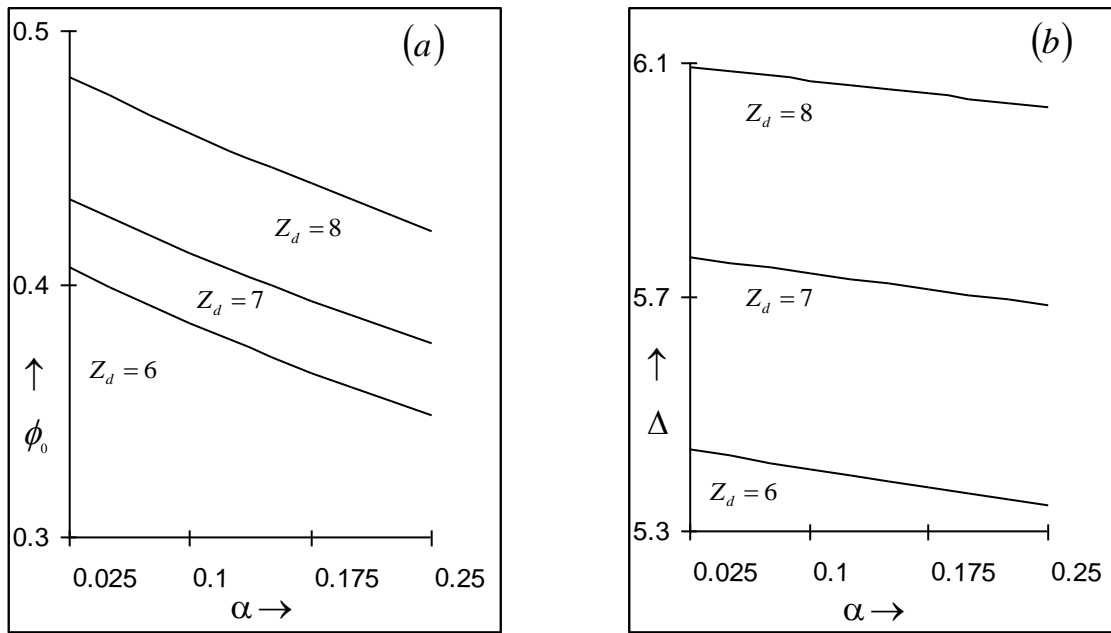 (a)
0.5
0.4
0.3
Z_d = 8
Z_d = 7
Z_d = 6
↑
ϕ_0
0.025 0.1 0.175 0.25
α →
(b)
6.1
5.7
5.3
Z_d = 8
Z_d = 7
Z_d = 6
↑
Δ
0.025 0.1 0.175 0.25
α →